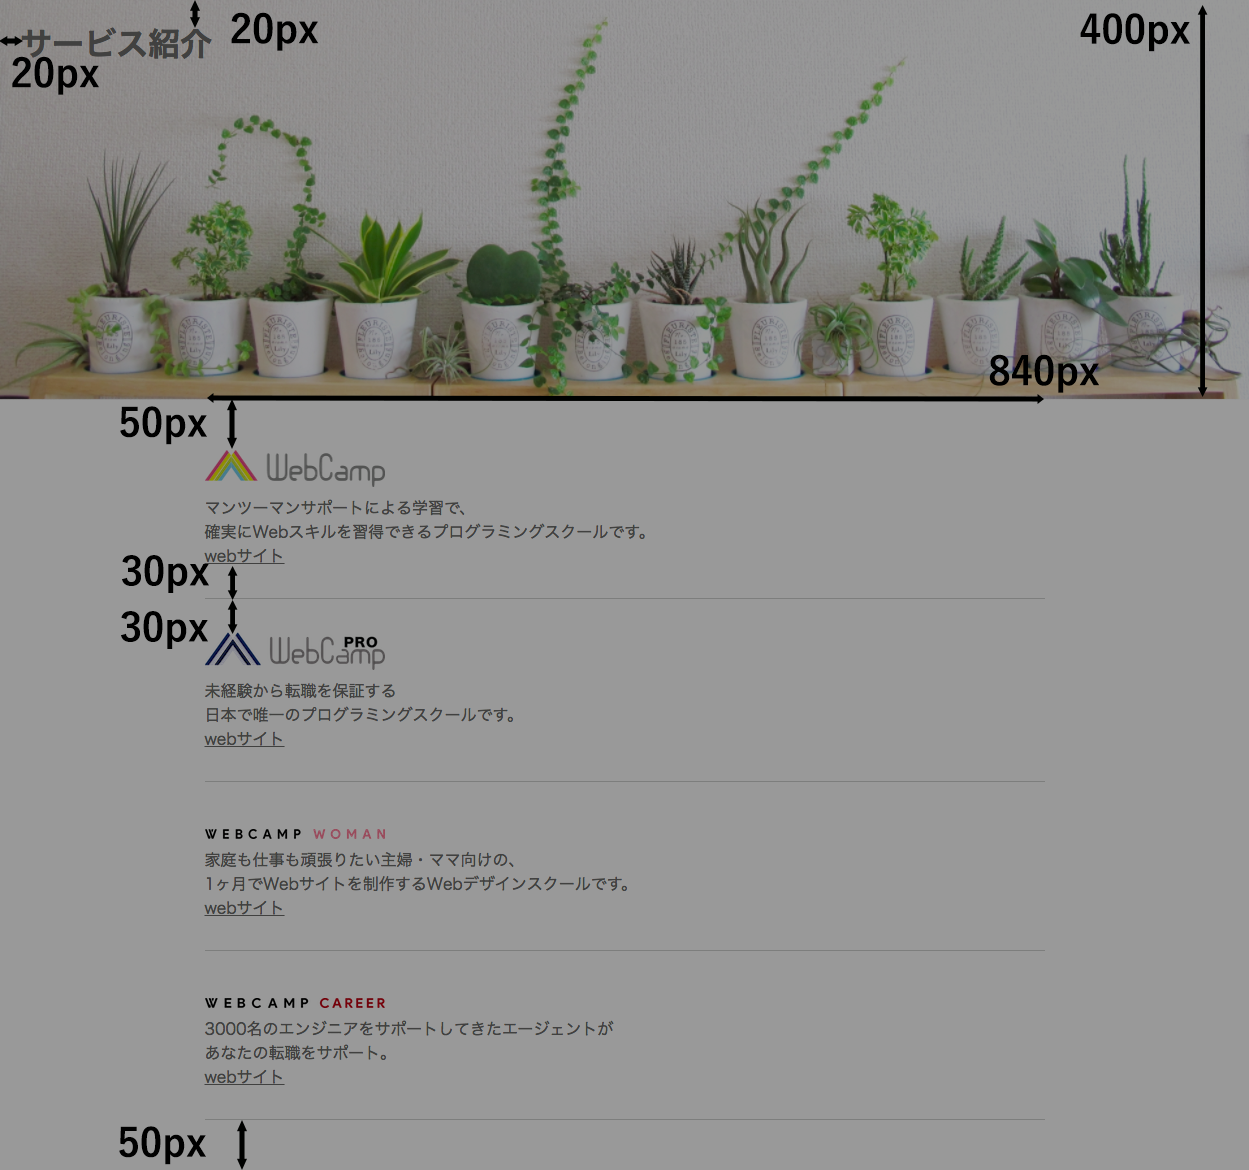 サービス紹介
20px
400px
20px
840px
50px
WebCamp
マンツーマンサポートによる学習で、
確実にWebスキルを習得できるプログラミングスクールです。
webサイト
30px
30px
WebCamp PRO
未経験から転職を保証する
日本で唯一のプログラミングスクールです。
webサイト
WEBCAMP WOMAN
家庭も仕事も頑張りたい主婦・ママ向けの、
1ヶ月でWebサイトを制作するWebデザインスクールです。
webサイト
WEBCAMP CAREER
3000名のエンジニアをサポートしてきたエージェントが
あなたの転職をサポート。
webサイト
50px